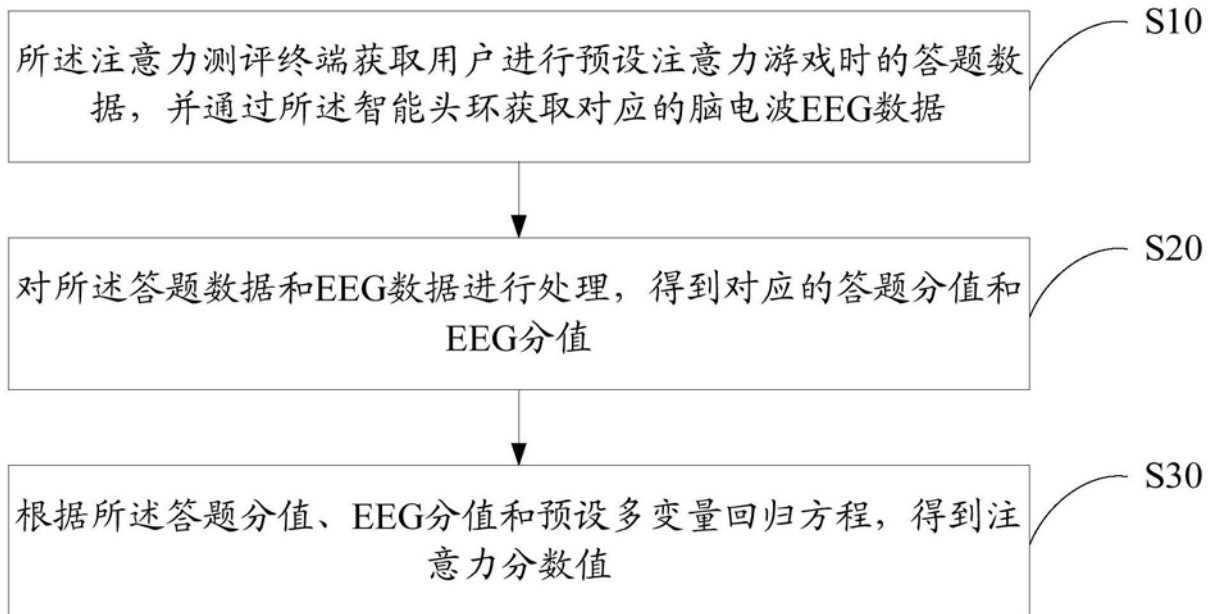 S10
所述注意力测评终端获取用户进行预设注意力游戏时的答题数
据，并通过所述智能头环获取对应的脑电波EEG数据
S20
对所述答题数据和EEG数据进行处理，得到对应的答题分值和
EEG分值
S30
根据所述答题分值、EEG分值和预设多变量回归方程，得到注
意力分数值